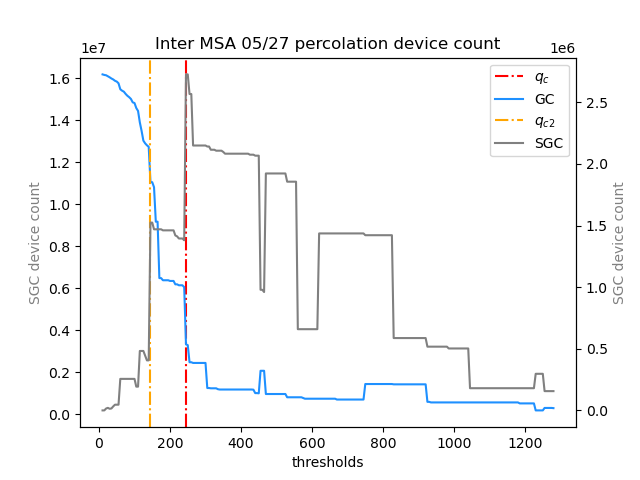 Inter MSA 05/27 percolation device count
1e7
1e6
1.6
1.4
1.2
1.0
0.8
0.6
0.4
0.2
0.0
SGC device count
2.5
2.0
1.5
1.0
0.5
0.0
SGC device count
q_c
GC
q_c2
SGC
0 200 400 600 800 1000 1200
thresholds